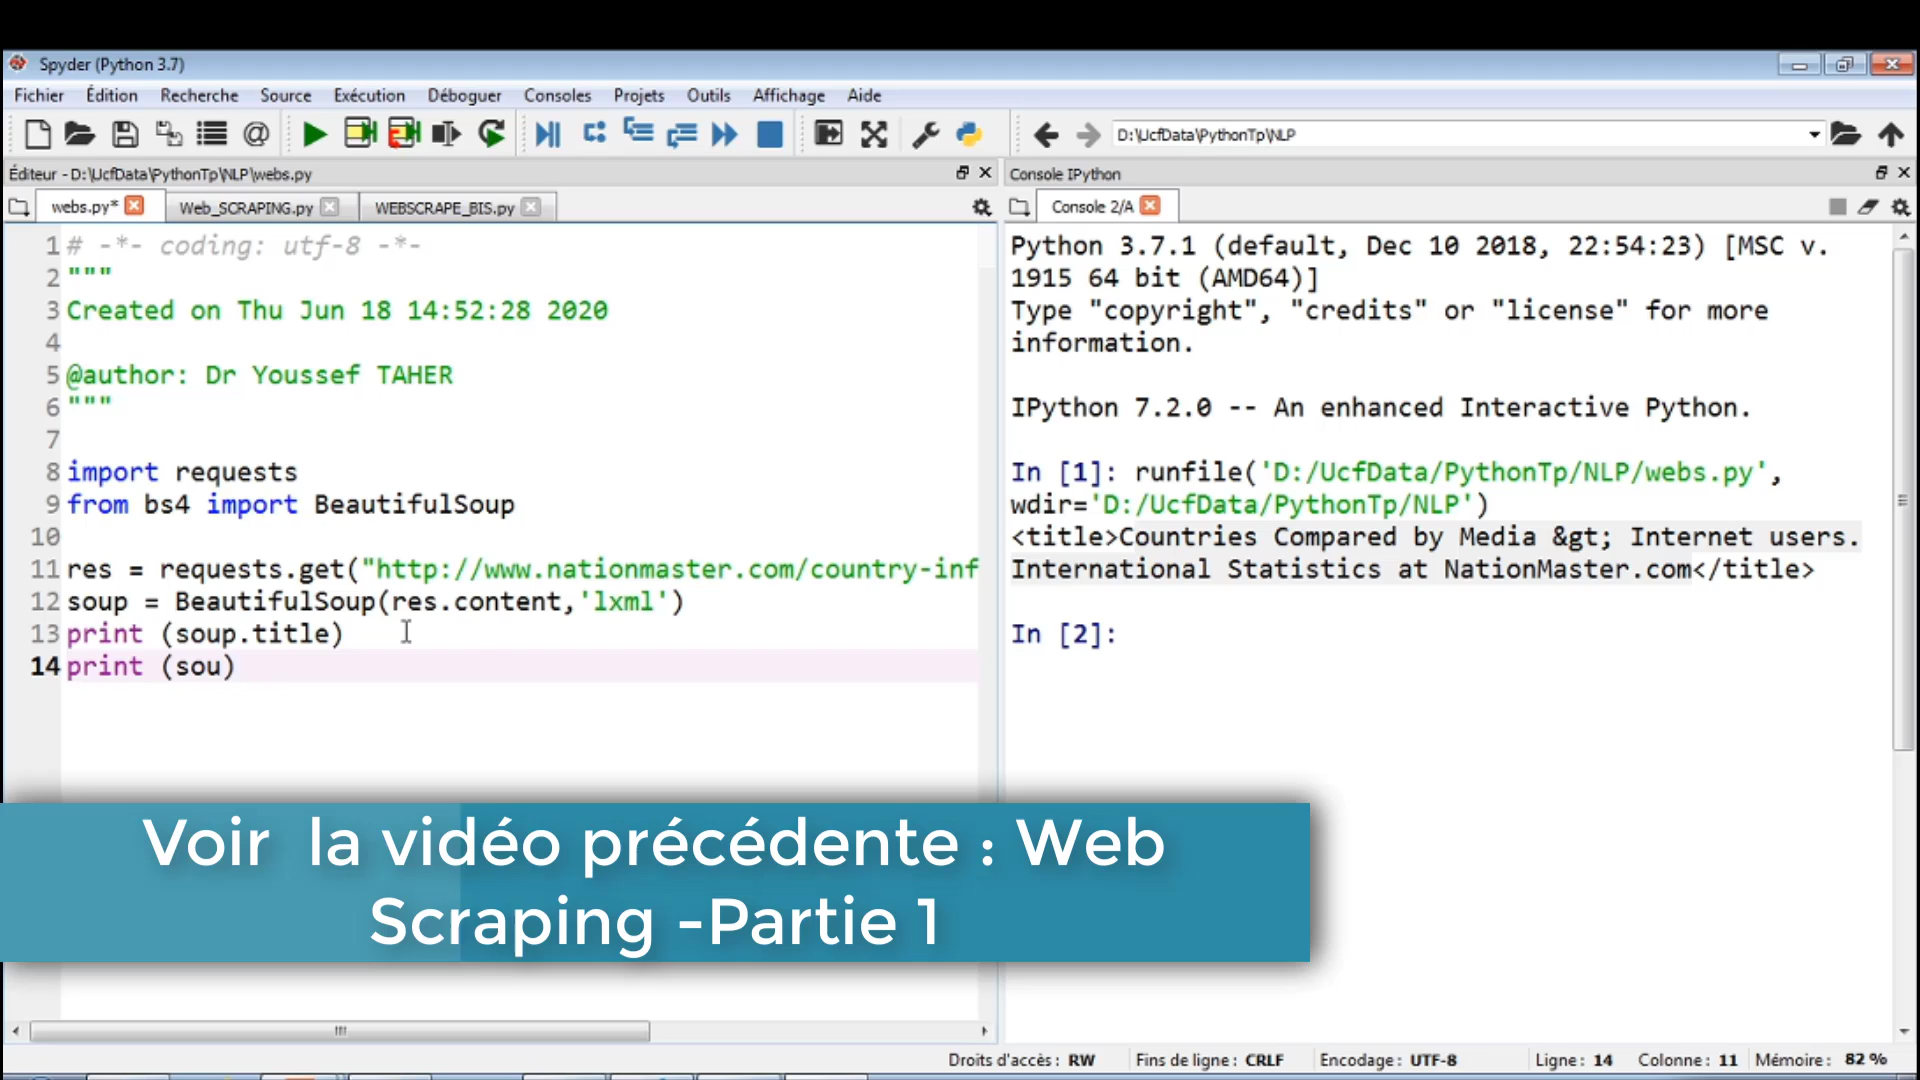 Spyder (Python 3.7)
Fichier Édition Recherche Source Exécution Déboguer Consoles Projets Outils Affichage Aide
D:\UcfData\PythonTp\NLP
Éditeur - D:\UcfData\PythonTp\NLP\webs.py
webs.py* Web_SCRAPING.py WEBSCRAPE_BIS.py
1 # -*- coding: utf-8 -*-
2 """
3 Created on Thu Jun 18 14:52:28 2020
4
5 @author: Dr Youssef TAHER
6 """
7
8 import requests
9 from bs4 import BeautifulSoup
10
11 res = requests.get("http://www.nationmaster.com/country-inf
12 soup = BeautifulSoup(res.content,'lxml')
13 print (soup.title)
14 print (sou)
Console IPython
Console 2/A
Python 3.7.1 (default, Dec 10 2018, 22:54:23) [MSC v.
1915 64 bit (AMD64)]
Type "copyright", "credits" or "license" for more
information.
IPython 7.2.0 -- An enhanced Interactive Python.
In [1]: runfile('D:/UcfData/PythonTp/NLP/webs.py',
wdir='D:/UcfData/PythonTp/NLP')
<title>Countries Compared by Media &gt; Internet users.
International Statistics at NationMaster.com</title>
In [2]:
Voir la vidéo précédente : Web
Scraping -Partie 1
Droits d'accès : RW Fins de ligne : CRLF Encodage : UTF-8 Ligne : 14 Colonne : 11 Mémoire : 82 %